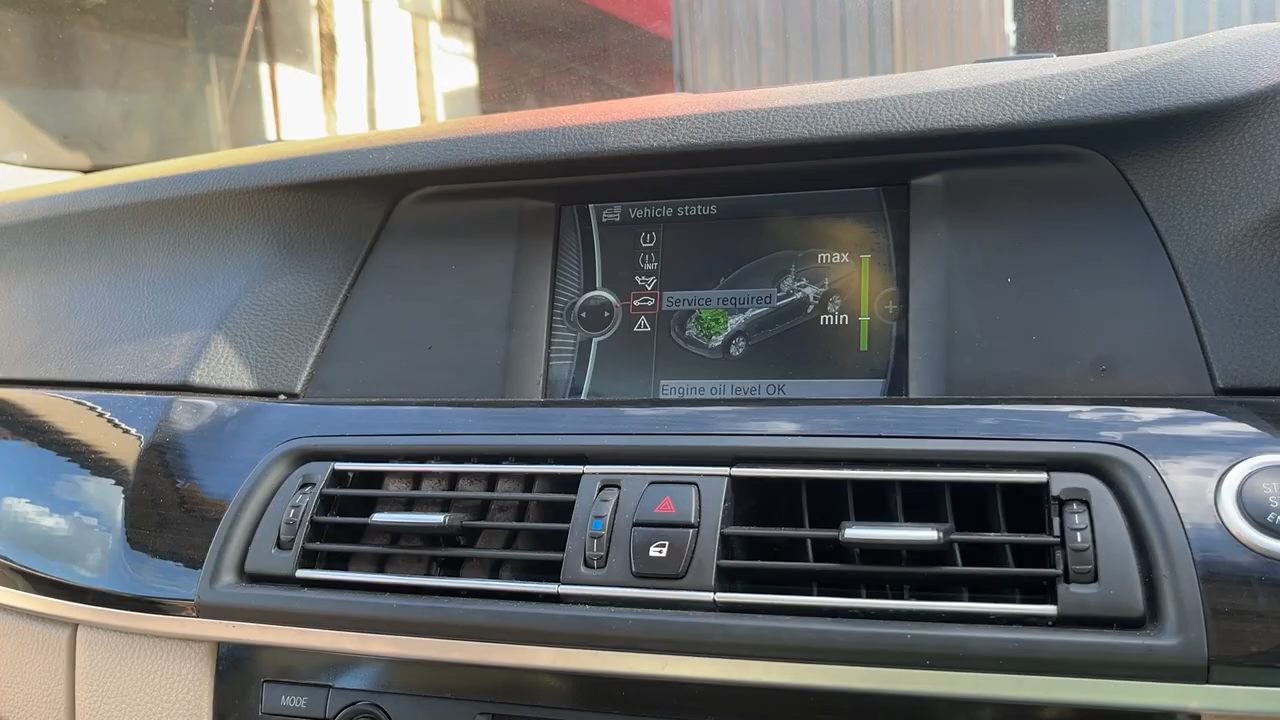 Vehicle status
INIT
max
Service required
min
Engine oil level OK
MODE